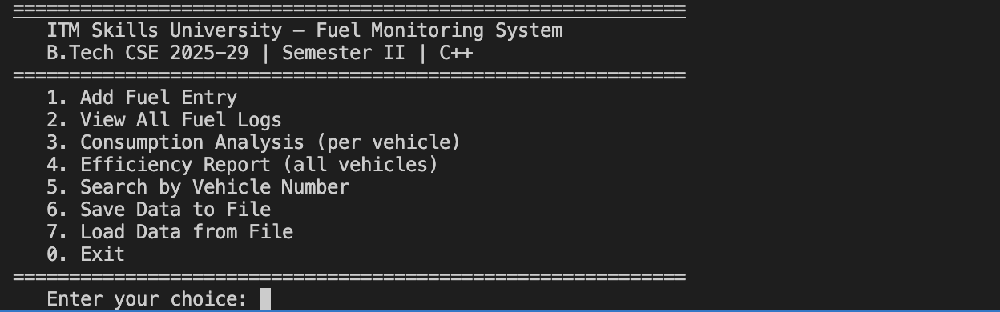 ============================================================
ITM Skills University – Fuel Monitoring System
B.Tech CSE 2025-29 | Semester II | C++
============================================================
1. Add Fuel Entry
2. View All Fuel Logs
3. Consumption Analysis (per vehicle)
4. Efficiency Report (all vehicles)
5. Search by Vehicle Number
6. Save Data to File
7. Load Data from File
0. Exit
============================================================
Enter your choice: